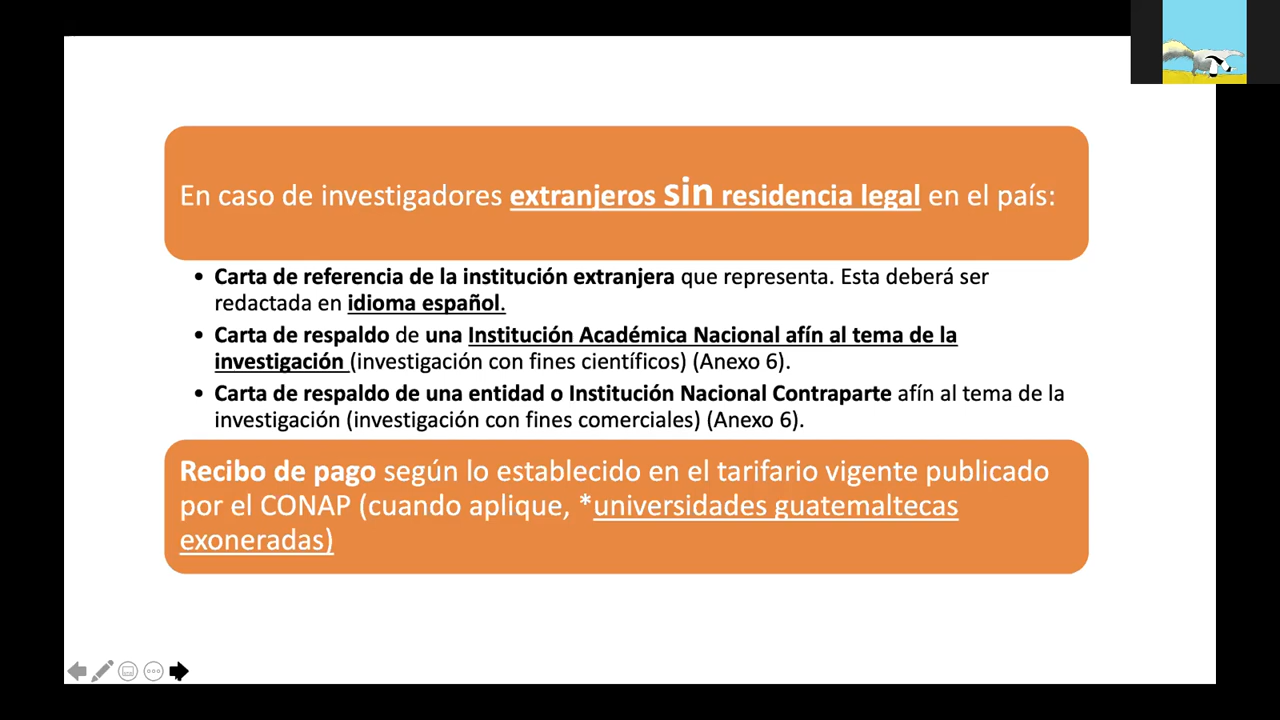 En caso de investigadores extranjeros sin residencia legal en el país:
• Carta de referencia de la institución extranjera que representa. Esta deberá ser
redactada en idioma español.
• Carta de respaldo de una Institución Académica Nacional afín al tema de la
investigación (investigación con fines científicos) (Anexo 6).
• Carta de respaldo de una entidad o Institución Nacional Contraparte afín al tema de la
investigación (investigación con fines comerciales) (Anexo 6).
Recibo de pago según lo establecido en el tarifario vigente publicado
por el CONAP (cuando aplique, *universidades guatemaltecas
exoneradas)